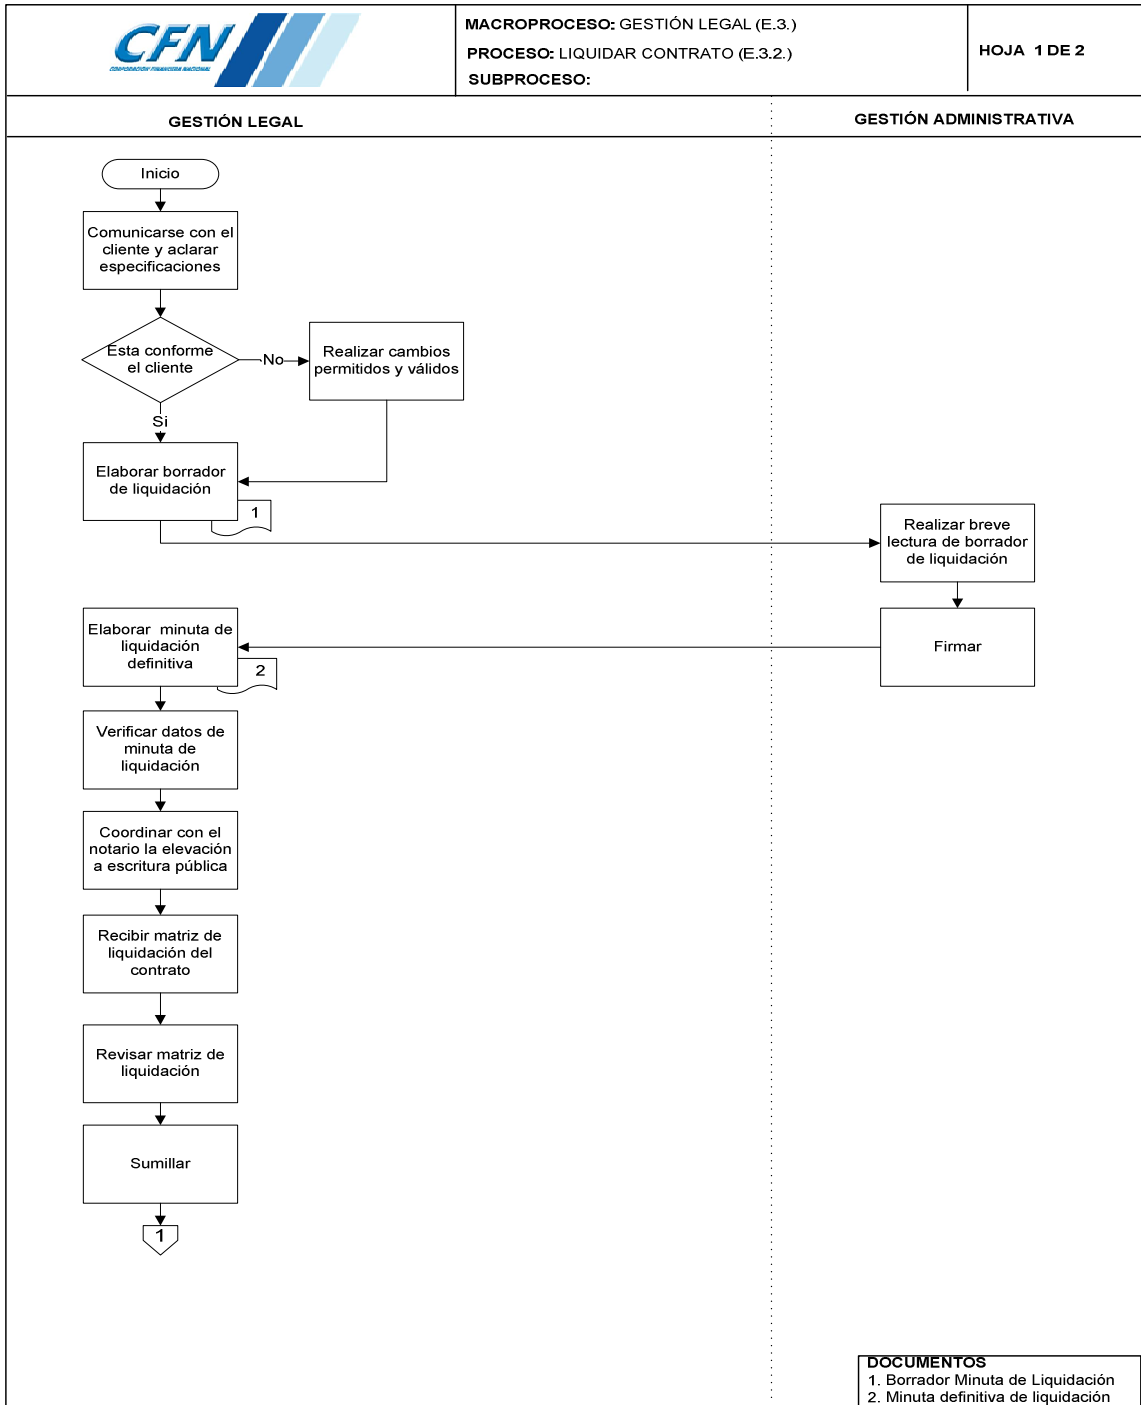 CFN
CORPORACIÓN FINANCIERA NACIONAL
MACROPROCESO: GESTIÓN LEGAL (E.3.)
PROCESO: LIQUIDAR CONTRATO (E.3.2.)
SUBPROCESO:
HOJA 1 DE 2
GESTIÓN LEGAL
GESTIÓN ADMINISTRATIVA
Inicio
Comunicarse con el
cliente y aclarar
especificaciones
Esta conforme
el cliente
No
Realizar cambios
permitidos y válidos
Si
Elaborar borrador
de liquidación
1
Realizar breve
lectura de borrador
de liquidación
Firmar
Elaborar minuta de
liquidación
definitiva
2
Verificar datos de
minuta de
liquidación
Coordinar con el
notario la elevación
a escritura pública
Recibir matriz de
liquidación del
contrato
Revisar matriz de
liquidación
Sumillar
1
DOCUMENTOS
1. Borrador Minuta de Liquidación
2. Minuta definitiva de liquidación